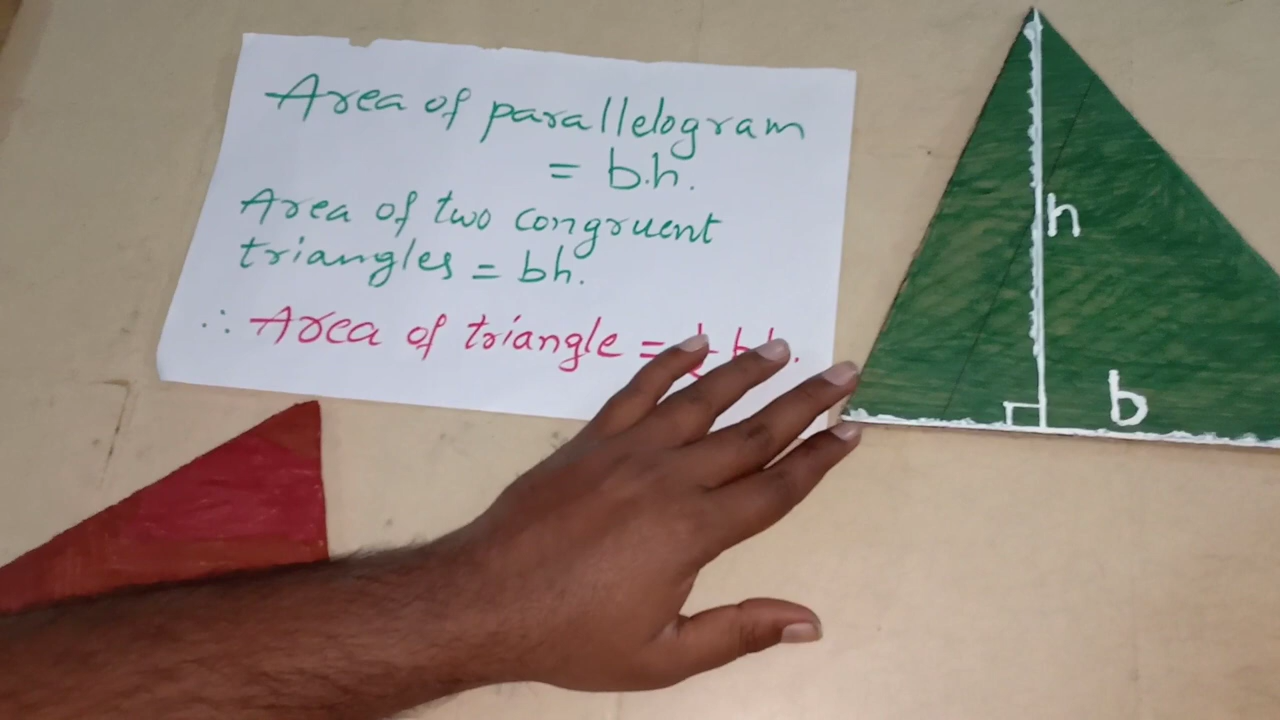 Area of parallelogram
= b.h.
Area of two congruent
triangles = bh.
∴ Area of triangle =
h
b